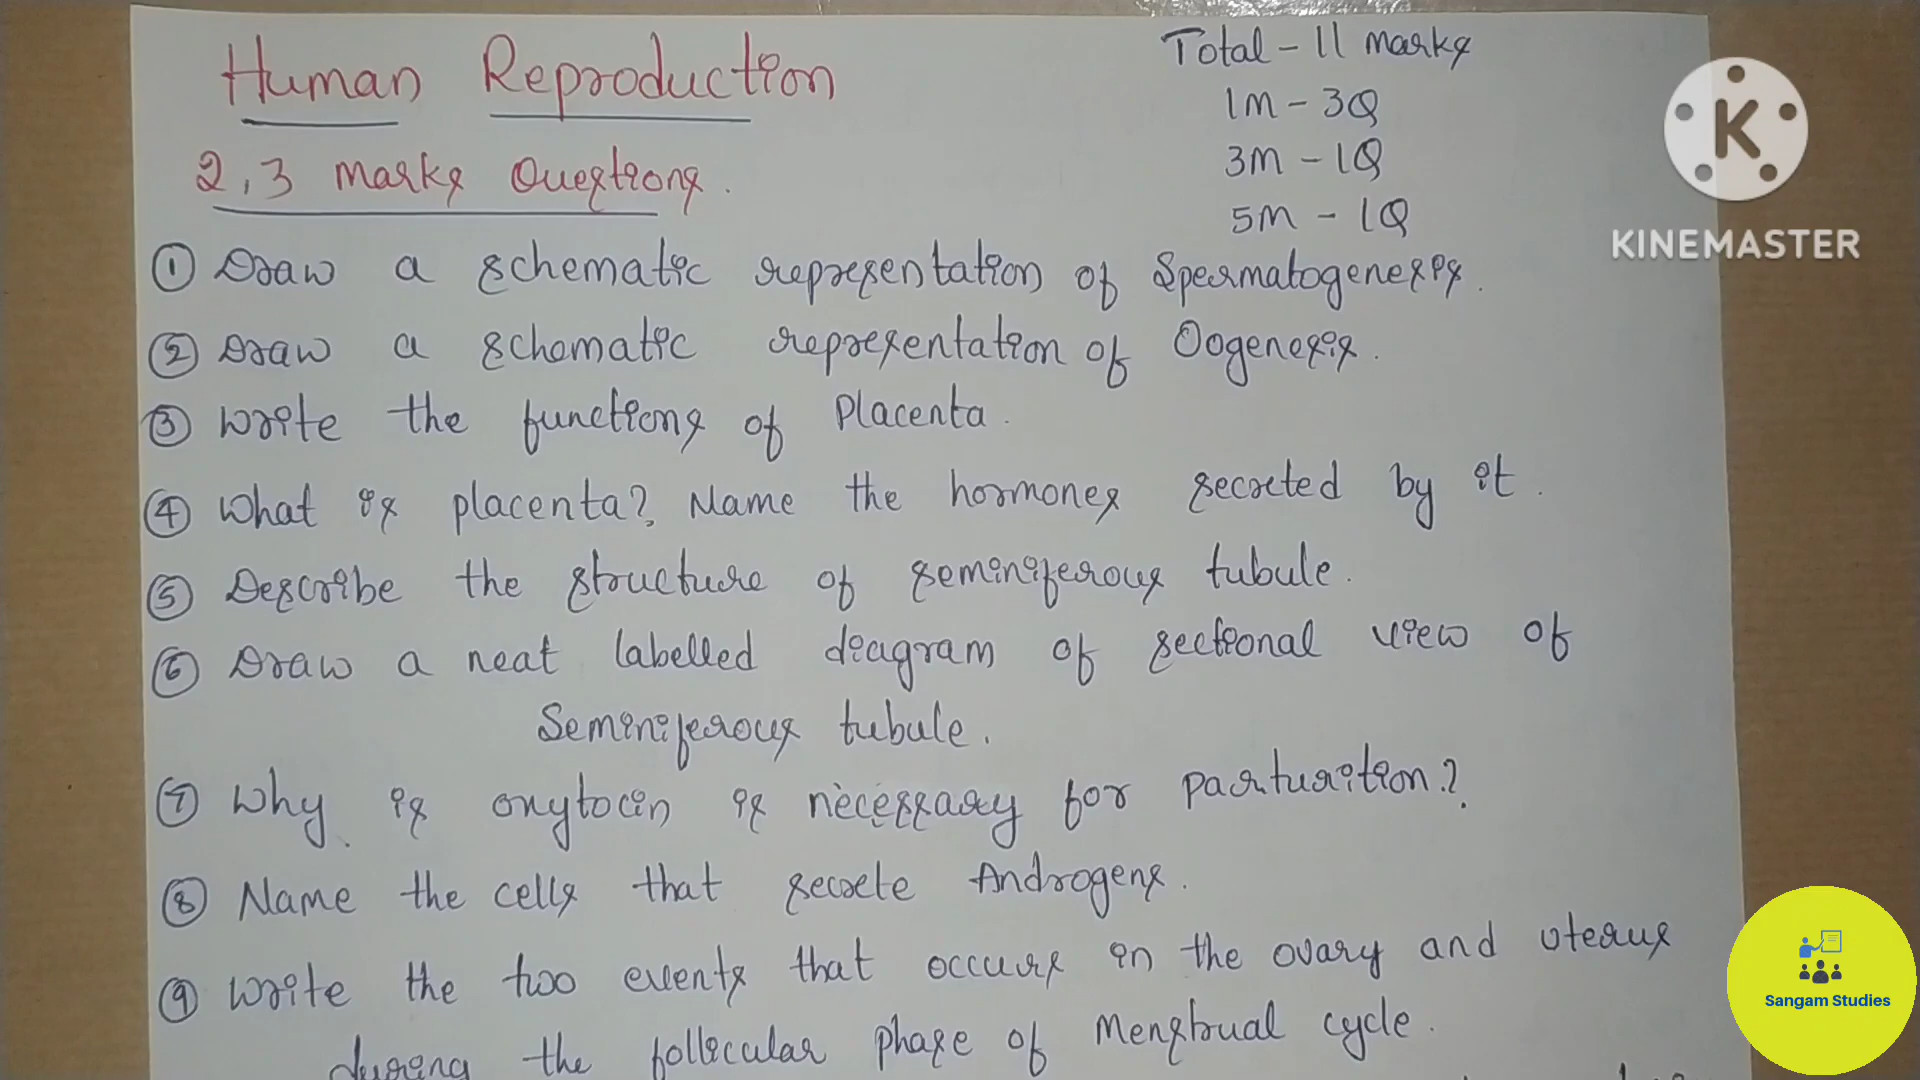 Human Reproduction
Total - 11 marks
1M - 3Q
3M - 1Q
5M - 1Q
2,3 marks Questions.
① Draw a schematic representation of Spermatogenesis.
② Draw a schematic representation of Oogenesis.
③ Write the functions of Placenta.
④ What is placenta? Name the hormones secreted by it.
⑤ Describe the structure of seminiferous tubule.
⑥ Draw a neat labelled diagram of sectional view of
Seminiferous tubule.
⑦ Why is oxytocin is necessary for parturition?
⑧ Name the cells that secrete Androgens.
⑨ Write the two events that occurs in the ovary and uterus
during the follicular phase of Menstrual cycle.
K
KINEMASTER
Sangam Studies